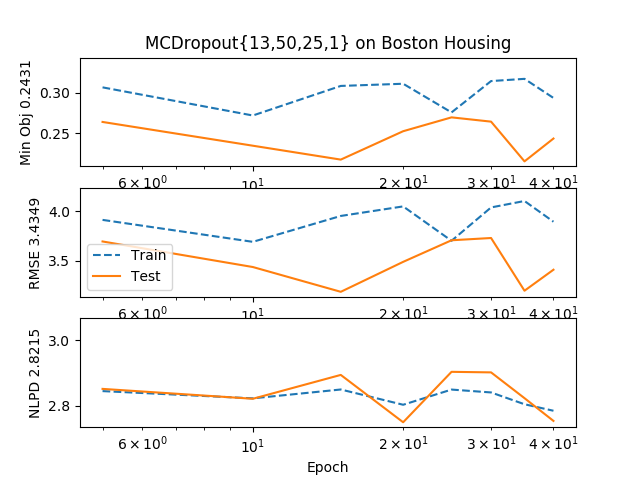 MCDropout{13,50,25,1} on Boston Housing
Min Obj 0.2431
0.30
0.25
6 × 10⁰
10¹
2 × 10¹
3 × 10¹
4 × 10¹
RMSE 3.4349
4.0
3.5
Train
Test
6 × 10⁰
10¹
2 × 10¹
3 × 10¹
4 × 10¹
NLPD 2.8215
3.0
2.8
6 × 10⁰
10¹
2 × 10¹
3 × 10¹
4 × 10¹
Epoch